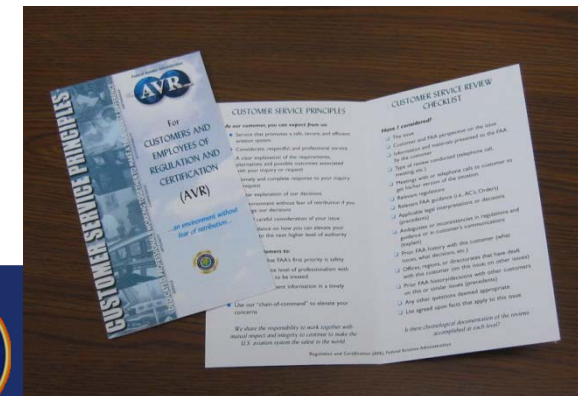 CUSTOMER SERVICE PRINCIPLES
Federal Aviation Administration
AVR
For
CUSTOMERS AND
EMPLOYEES OF
REGULATION AND
CERTIFICATION
(AVR)
...an environment without
fear of retribution...
CUSTOMER SERVICE PRINCIPLES
As our customer, you can expect from us:
Service that promotes a safe, secure, and efficient
aviation system
Considerate, respectful, and professional service
A clear explanation of the requirements,
alternatives and possible outcomes associated
with your inquiry or request
timely and complete response to your inquiry
request
explanation of our decisions
environment without fear of retribution if you
our decisions
careful consideration of your issue
guidance on how you can elevate your
to the next higher level of authority
customers to:
that FAA's first priority is safety
level of professionalism with
to be treated
information in a timely
Use our "chain-of-command" to elevate your
concerns
We share the responsibility to work together with
mutual respect and integrity to continue to make the
U.S. aviation system the safest in the world.
CUSTOMER SERVICE REVIEW
CHECKLIST
Have I considered?
The issue
Customer and FAA perspective on the issue
Information and materials presented to the FAA
by the customer
Type of review conducted (telephone call,
meeting, etc.)
Meetings with or telephone calls to customer to
get his/her version of the situation
Relevant regulations
Relevant FAA guidance (i.e., AC's, Orders)
Applicable legal interpretations or decisions
(precedents)
Ambiguities or inconsistencies in regulations and
guidance or in customer's communications
(explain)
Prior FAA history with the customer (what
issues, what decisions, etc.)
Offices, regions, or directorates that have dealt
with this customer (on this issue, on other issues)
Prior FAA history/decisions with other customers
on this or similar issues (precedents)
Any other questions deemed appropriate
List agreed upon facts that apply to this issue
Is there chronological documentation of the reviews
accomplished at each level?
Regulation and Certification (AVR), Federal Aviation Administration